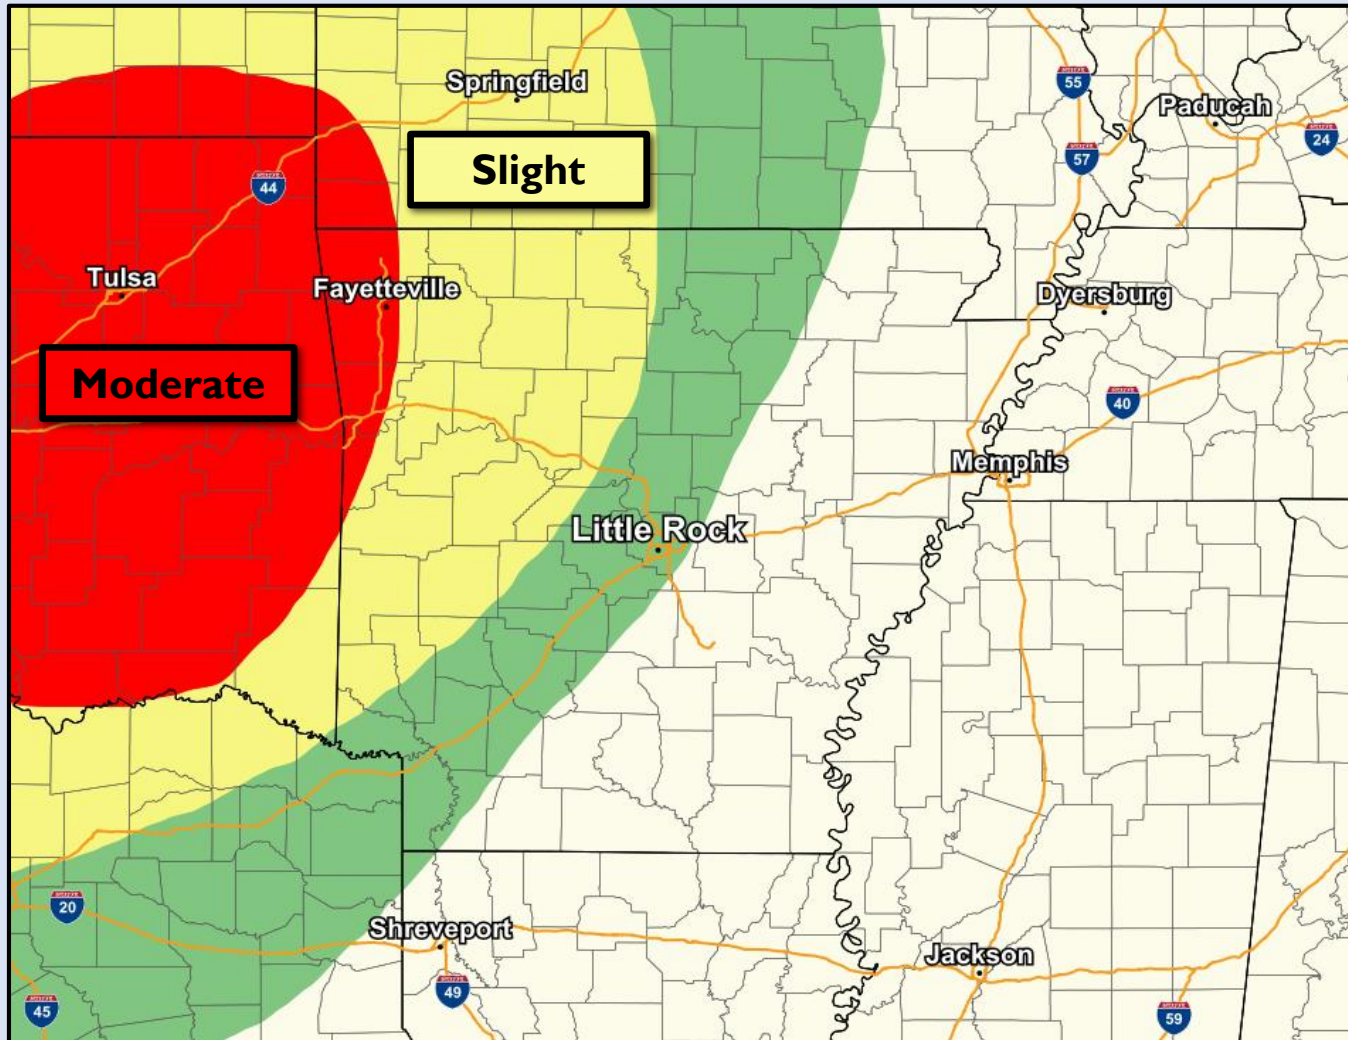 55
Springfield
Paducah
24
57
Slight
44
Tulsa
Fayetteville
Dyersburg
Moderate
40
Memphis
Little Rock
20
Shreveport
Jackson
49
45
59